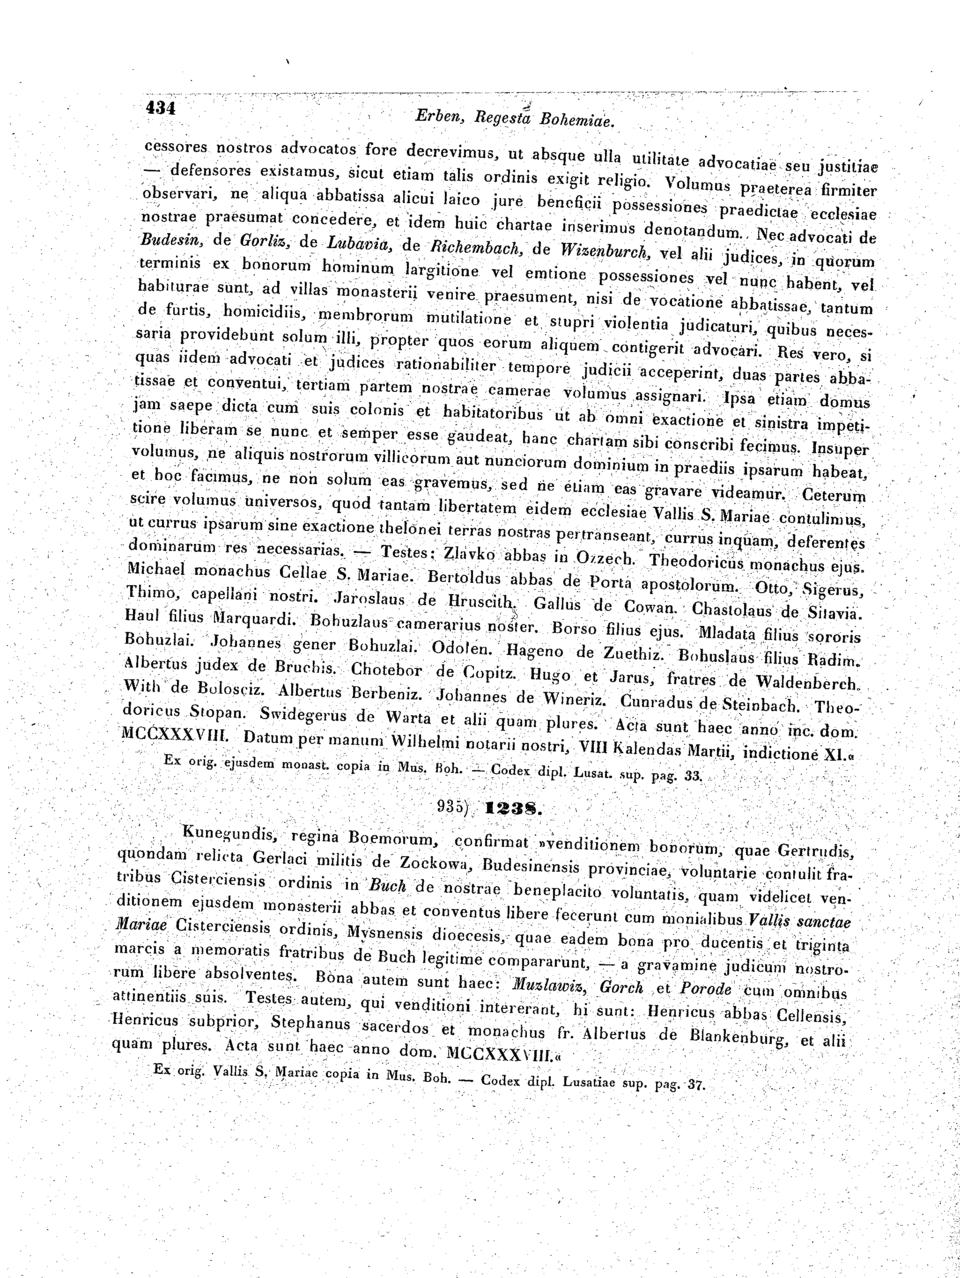 434
Erben, Regesta Bohemiae.
cessores nostros advocatos fore decrevimus, ut absque ulla utilitate advocatiae seu justitiae
— defensores existamus, sicut etiam talis ordinis exigit religio. Volumus praeterea firmiter
observari, ne aliqua abbatissa alicui laico jure beneficii possessiones praedictae ecclesiae
nostrae praesumat concedere, et idem huic chartae inserimus denotandum. Nec advocati de
Budesin, de Gorliz, de Lubavia, de Richembach, de Wizenburch, vel alii judices, in quorum
terminis ex bonorum hominum largitione vel emtione possessiones vel nunc habent, vel
habiturae sunt, ad villas monasterii venire praesument, nisi de vocatione abbatissae, tantum
de furtis, homicidiis, membrorum mutilatione et stupri violentia judicaturi, quibus neces-
saria providebunt solum illi, propter quos eorum aliquem contigerit advocari. Res vero, si
quas iidem advocati et judices rationabiliter tempore judicii acceperint, duas partes abba-
tissae et conventui, tertiam partem nostrae camerae volumus assignari. Ipsa etiam domus
jam saepe dicta cum suis colonis et habitatoribus ut ab omni exactione et sinistra impeti-
tione liberam se nunc et semper esse gaudeat, hanc chartam sibi conscribi fecimus. Insuper
volumus, ne aliquis nostrorum villicorum aut nunciorum dominium in praediis ipsarum habeat,
et hoc facimus, ne non solum eas gravemus, sed ne etiam eas gravare videamur. Ceterum
scire volumus universos, quod tantam libertatem eidem ecclesiae Vallis S. Mariae contulimus,
ut currus ipsarum sine exactione thelonei terras nostras pertranseant, currus inquam, deferentes
dominarum res necessarias. — Testes: Zlavko abbas in Ozzech. Theodoricus monachus ejus.
Michael monachus Cellae S. Mariae. Bertoldus abbas de Porta apostolorum. Otto, Sigerus,
Thimo, capellani nostri. Jaroslaus de Hruscith. Gallus de Cowan. Chastolaus de Sitavia.
Haul filius Marquardi. Bohuzlaus camerarius noster. Borso filius ejus. Mladata filius sororis
Bohuzlai. Johannes gener Bohuzlai. Odolen. Hageno de Zuethiz. Bohuslaus filius Radim.
Albertus judex de Bruchis. Chotebor de Copitz. Hugo et Jarus, fratres de Waldenberch.
With de Bolosciz. Albertus Berbeniz. Johannes de Wineriz. Cunradus de Steinbach. Theo-
doricus Stopan. Swidegerus de Warta et alii quam plures. Acta sunt haec anno inc. dom.
MCCXXXVIII. Datum per manum Wilhelmi notarii nostri, VIII Kalendas Martii, indictione XI.«
Ex orig. ejusdem monast. copia in Mus. Boh. — Codex dipl. Lusat. sup. pag. 33.
935) 1238.
Kunegundis, regina Boemorum, confirmat »venditionem bonorum, quae Gertrudis,
quondam relicta Gerlaci militis de Zockowa, Budesinensis provinciae, voluntarie contulit fra-
tribus Cisterciensis ordinis in Buch de nostrae beneplacito voluntatis, quam videlicet ven-
ditionem ejusdem monasterii abbas et conventus libere fecerunt cum monialibus Vallis sanctae
Mariae Cisterciensis ordinis, Mysnensis dioecesis, quae eadem bona pro ducentis et triginta
marcis a memoratis fratribus de Buch legitime compararunt, — a gravamine judicum nostro-
rum libere absolventes. Bona autem sunt haec: Muzlawiz, Gorch et Porode cum omnibus
attinentiis suis. Testes autem, qui venditioni intererant, hi sunt: Henricus abbas Cellensis,
Henricus subprior, Stephanus sacerdos et monachus fr. Albertus de Blankenburg, et alii
quam plures. Acta sunt haec anno dom. MCCXXXVIII.«
Ex orig. Vallis S. Mariae copia in Mus. Boh. — Codex dipl. Lusatiae sup. pag. 37.